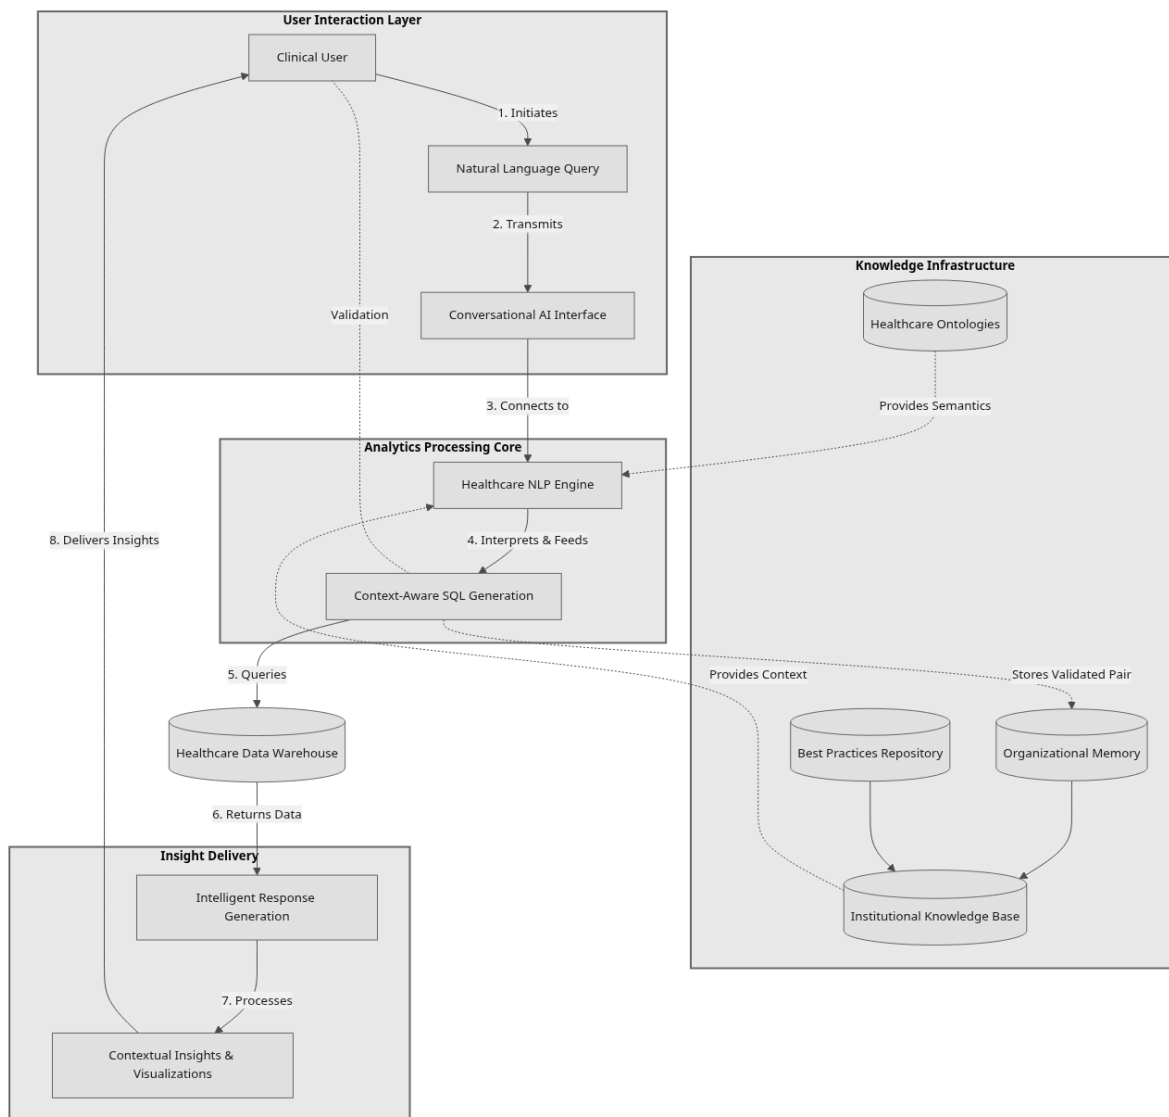 User Interaction Layer
Clinical User
1. Initiates
Natural Language Query
2. Transmits
Knowledge Infrastructure
Healthcare Ontologies
Validation
Conversational AI Interface
3. Connects to
Provides Semantics
Analytics Processing Core
Healthcare NLP Engine
8. Delivers Insights
4. Interprets & Feeds
Context-Aware SQL Generation
5. Queries
Provides Context
Stores Validated Pair
Healthcare Data Warehouse
Best Practices Repository
Organizational Memory
6. Returns Data
Insight Delivery
Intelligent Response
Generation
Institutional Knowledge Base
7. Processes
Contextual Insights &
Visualizations